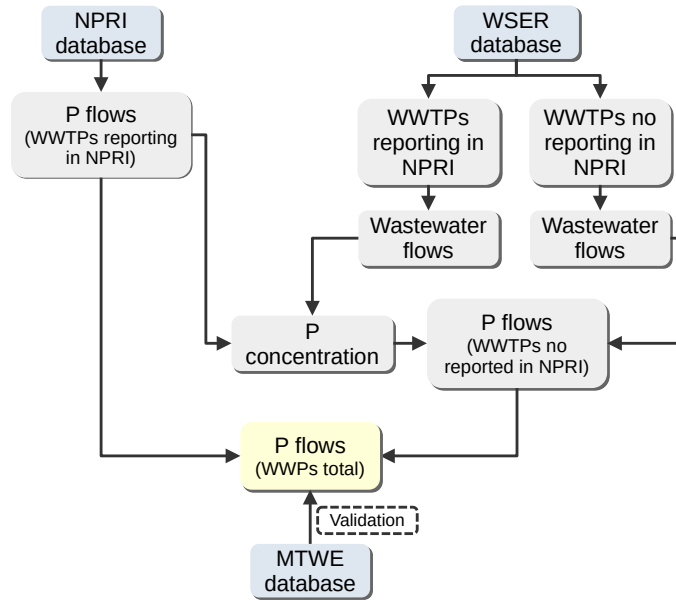 NPRI
database
WSER
database
P flows
(WWTPs reporting
in NPRI)
WWTPs
reporting in
NPRI
WWTPs no
reporting in
NPRI
Wastewater
flows
Wastewater
flows
P
concentration
P flows
(WWTPs no
reported in NPRI)
P flows
(WWPs total)
Validation
MTWE
database